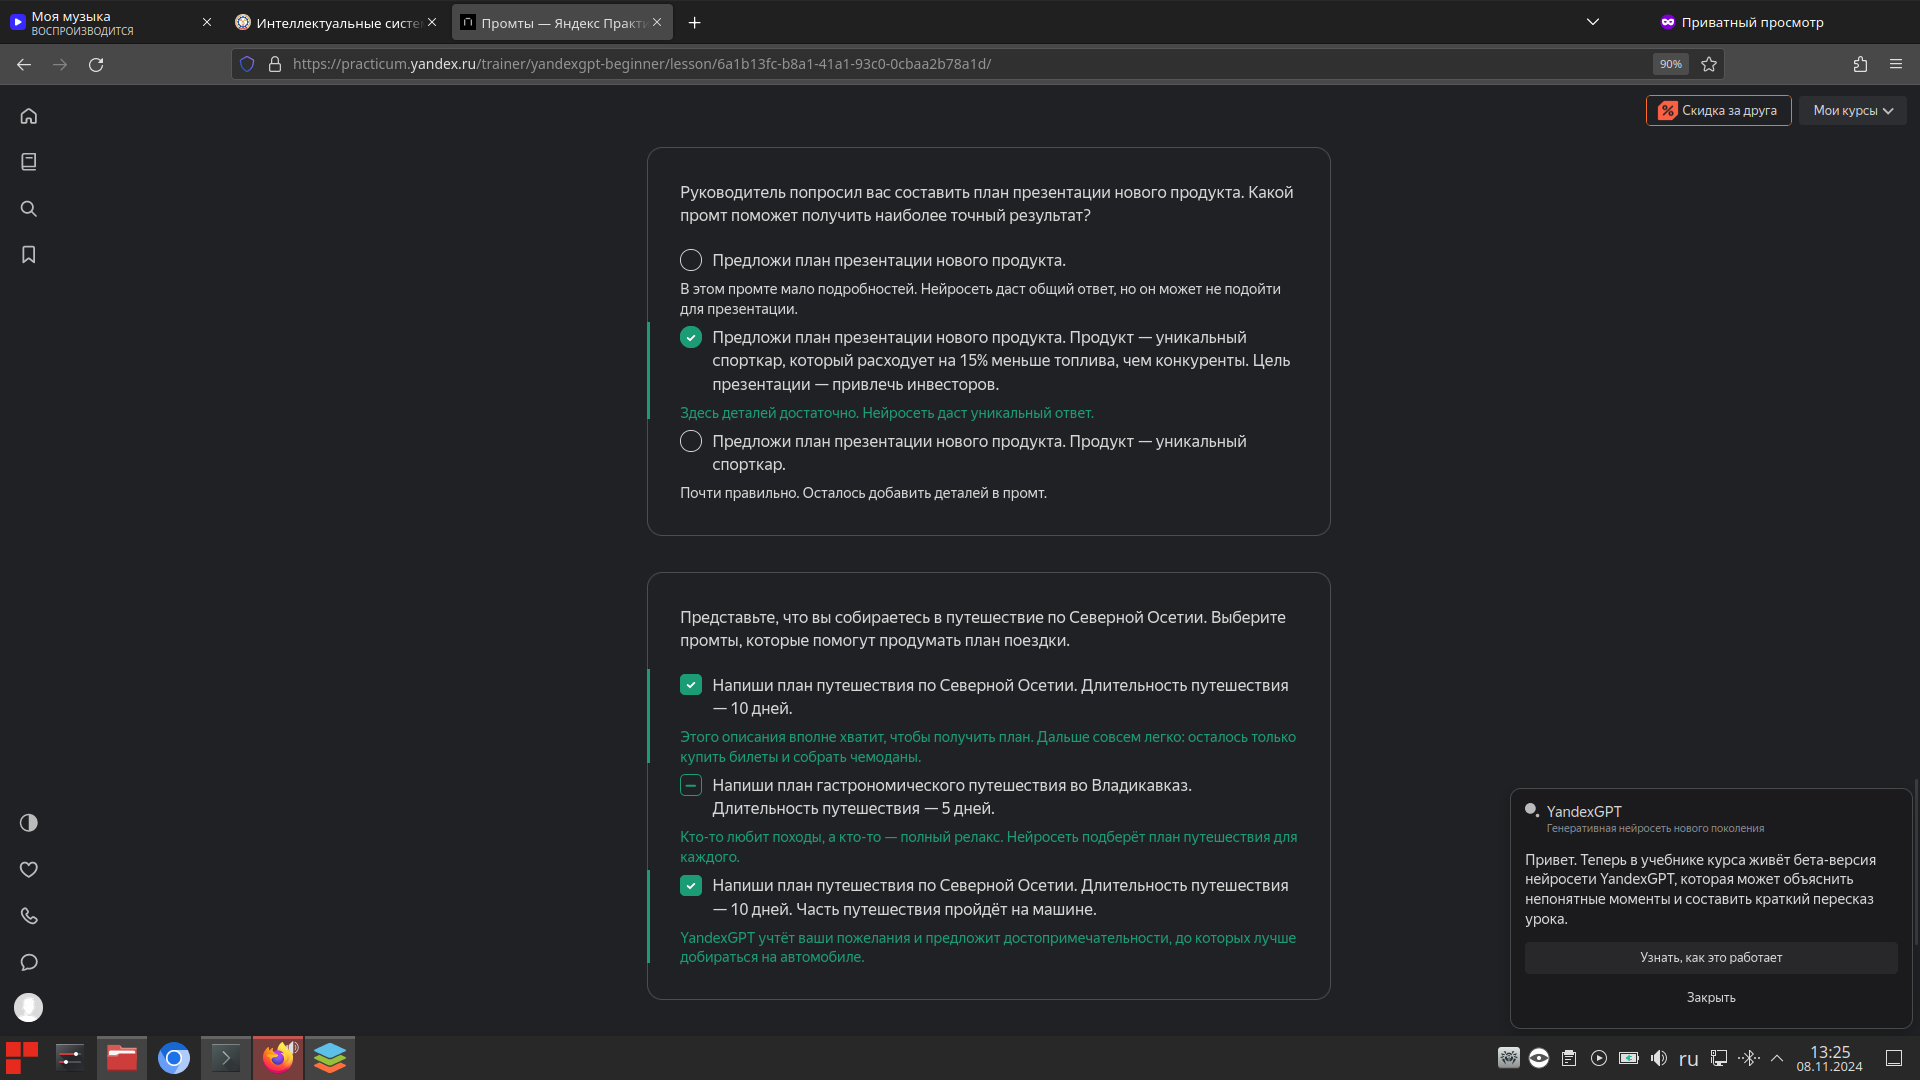 Моя музыка
ВОСПРОИЗВОДИТСЯ
Интеллектуальные систе
Промты — Яндекс Практи
Приватный просмотр
https://practicum.yandex.ru/trainer/yandexgpt-beginner/lesson/6a1b13fc-b8a1-41a1-93c0-0cbaa2b78a1d/
90%
Скидка за друга
Мои курсы
Руководитель попросил вас составить план презентации нового продукта. Какой
промт поможет получить наиболее точный результат?
Предложи план презентации нового продукта.
В этом промте мало подробностей. Нейросеть даст общий ответ, но он может не подойти
для презентации.
Предложи план презентации нового продукта. Продукт — уникальный
спорткар, который расходует на 15% меньше топлива, чем конкуренты. Цель
презентации — привлечь инвесторов.
Здесь деталей достаточно. Нейросеть даст уникальный ответ.
Предложи план презентации нового продукта. Продукт — уникальный
спорткар.
Почти правильно. Осталось добавить деталей в промт.
Представьте, что вы собираетесь в путешествие по Северной Осетии. Выберите
промты, которые помогут продумать план поездки.
Напиши план путешествия по Северной Осетии. Длительность путешествия
— 10 дней.
Этого описания вполне хватит, чтобы получить план. Дальше совсем легко: осталось только
купить билеты и собрать чемоданы.
Напиши план гастрономического путешествия во Владикавказ.
Длительность путешествия — 5 дней.
Кто-то любит походы, а кто-то — полный релакс. Нейросеть подберёт план путешествия для
каждого.
Напиши план путешествия по Северной Осетии. Длительность путешествия
— 10 дней. Часть путешествия пройдёт на машине.
YandexGPT учтёт ваши пожелания и предложит достопримечательности, до которых лучше
добираться на автомобиле.
YandexGPT
Генеративная нейросеть нового поколения
Привет. Теперь в учебнике курса живёт бета-версия
нейросети YandexGPT, которая может объяснить
непонятные моменты и составить краткий пересказ
урока.
Узнать, как это работает
Закрыть
ru
13:25
08.11.2024